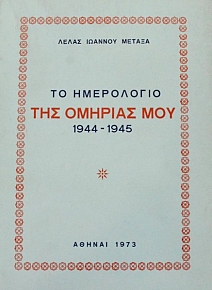 ΛΕΛΑΣ ΙΩΑΝΝΟΥ ΜΕΤΑΞΑ
ΤΟ ΗΜΕΡΟΛΟΓΙΟ
ΤΗΣ ΟΜΗΡΙΑΣ ΜΟΥ
1944-1945
ΑΘΗΝΑΙ 1973